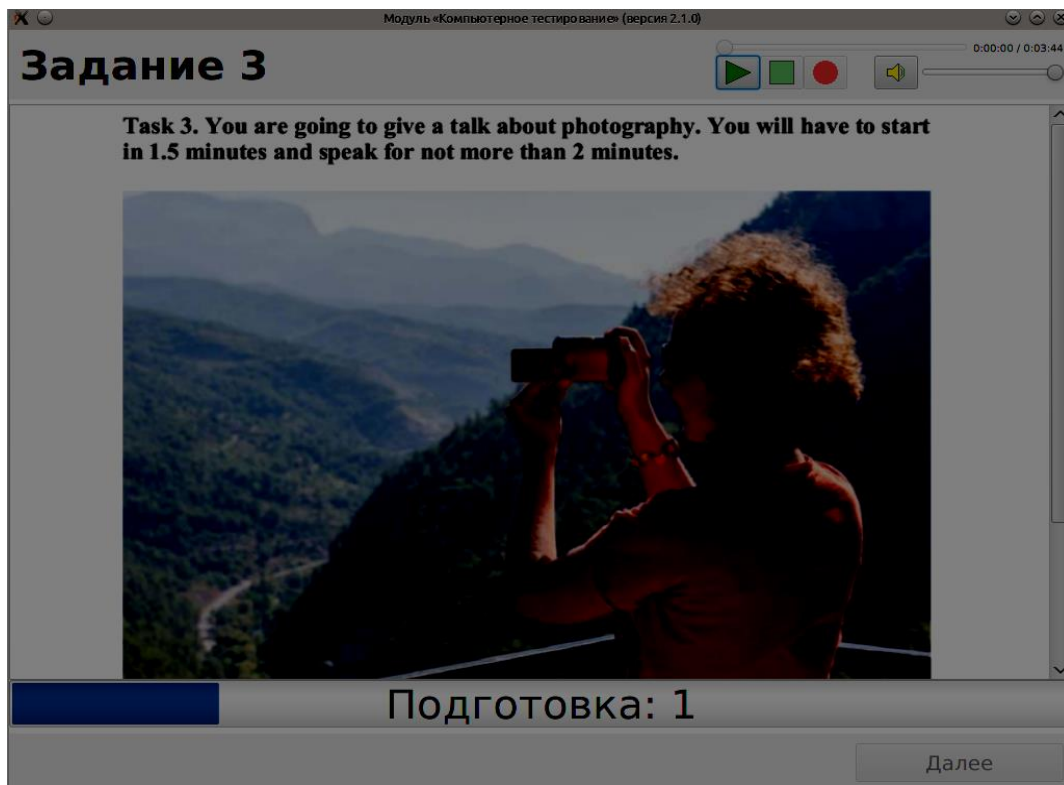 Модуль «Компьютерное тестирование» (версия 2.1.0)
Задание 3
0:00:00 / 0:03:44
Task 3. You are going to give a talk about photography. You will have to start
in 1.5 minutes and speak for not more than 2 minutes.
Подготовка: 1
Далее